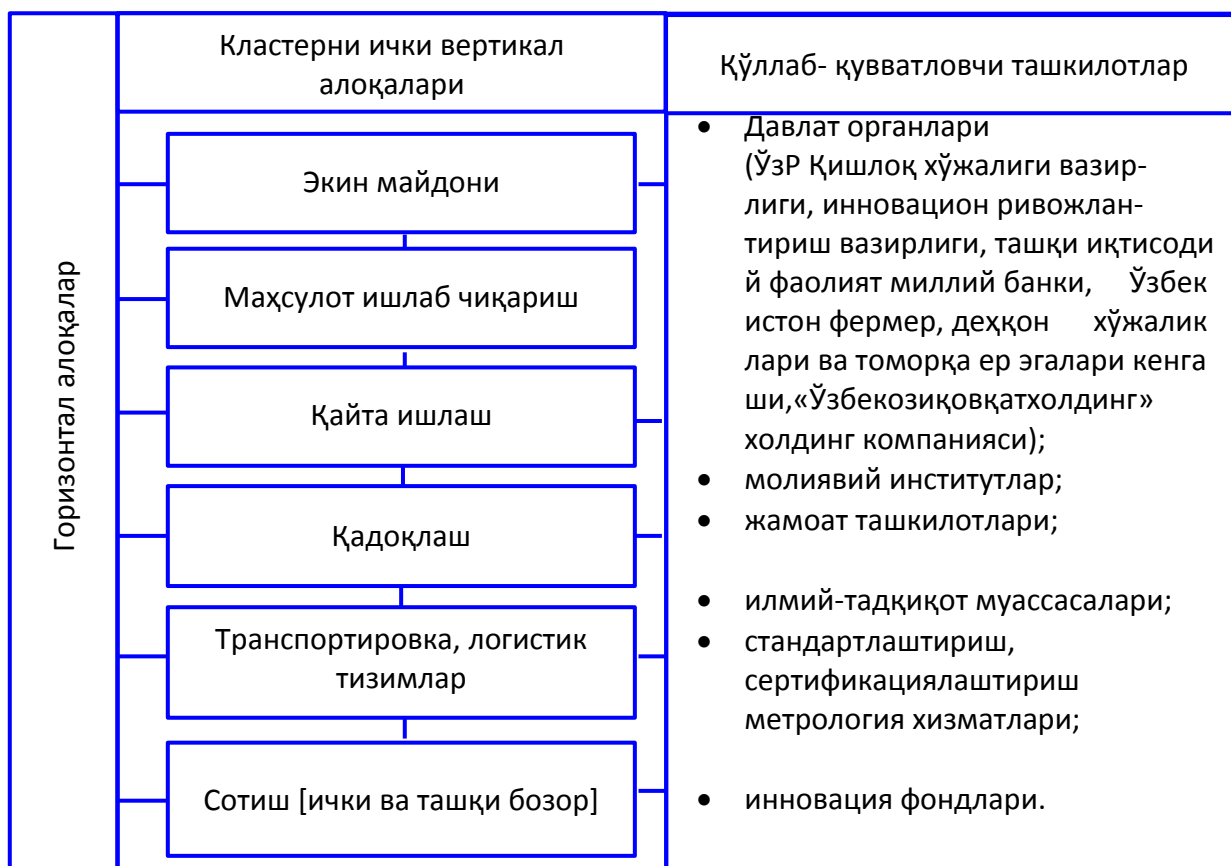 Горизонтал алоқалар
Кластерни ички вертикал
алоқалари
Экин майдони
Маҳсулот ишлаб чиқариш
Қайта ишлаш
Қадоқлаш
Транспортировка, логистик
тизимлар
Сотиш [ички ва ташқи бозор]
Қўллаб- қувватловчи ташкилотлар
• Давлат органлари
(ЎзР Қишлоқ хўжалиги вазир-
лиги, инновацион ривожлан-
тириш вазирлиги, ташқи иқтисоди
й фаолият миллий банки, Ўзбек
истон фермер, деҳқон хўжалик
лари ва томорқа ер эгалари кенга
ши,«Ўзбекозиқовқатхолдинг»
холдинг компанияси);
• молиявий институтлар;
• жамоат ташкилотлари;
• илмий-тадқиқот муассасалари;
• стандартлаштириш,
сертификациялаштириш
метрология хизматлари;
• инновация фондлари.